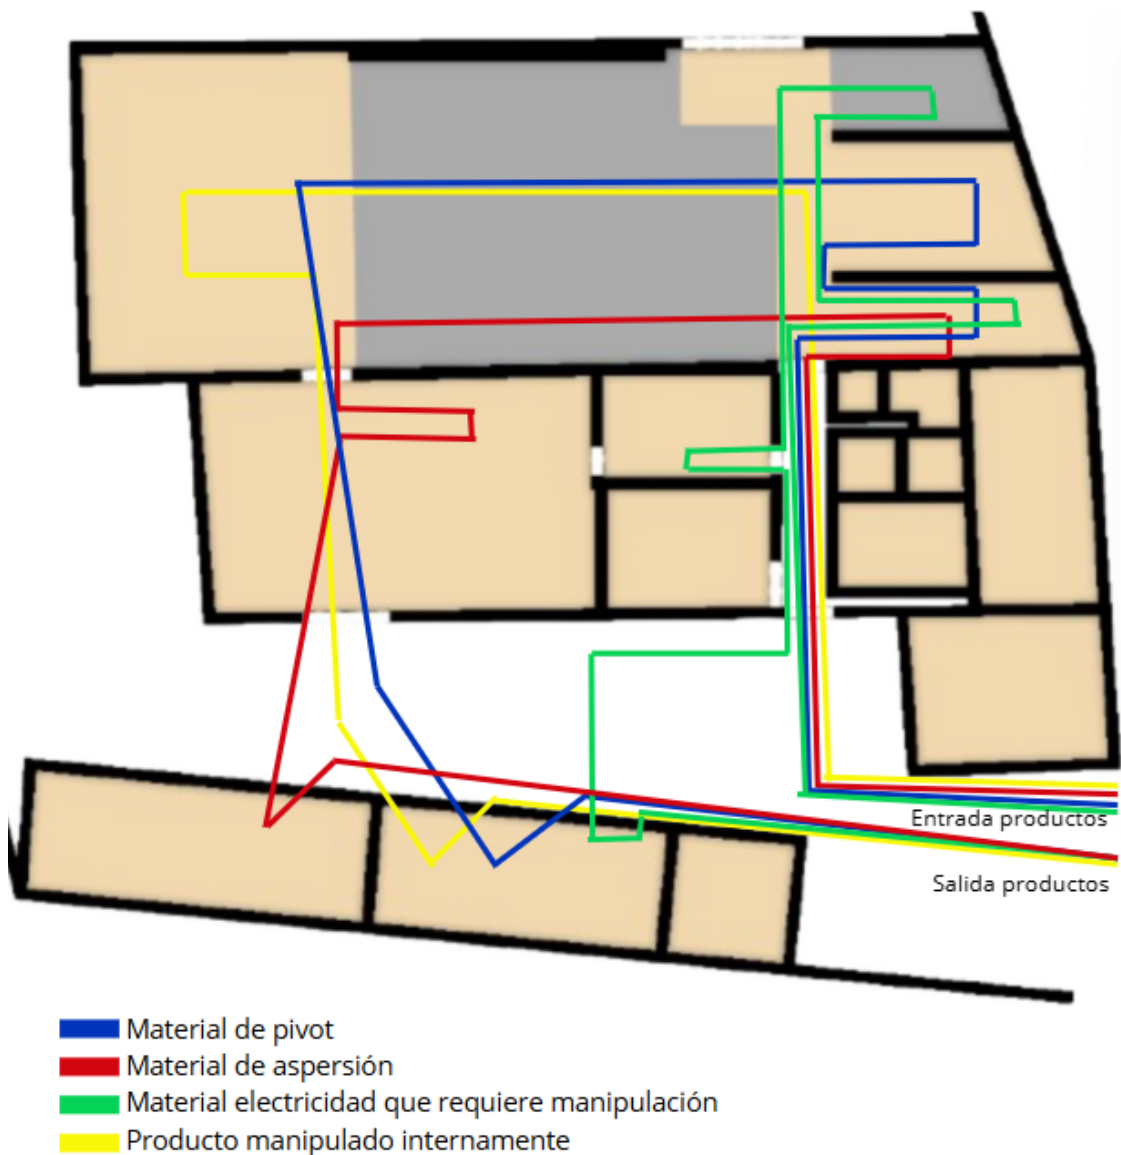 Entrada productos
Salida productos
Material de pivot
Material de aspersión
Material electricidad que requiere manipulación
Producto manipulado internamente